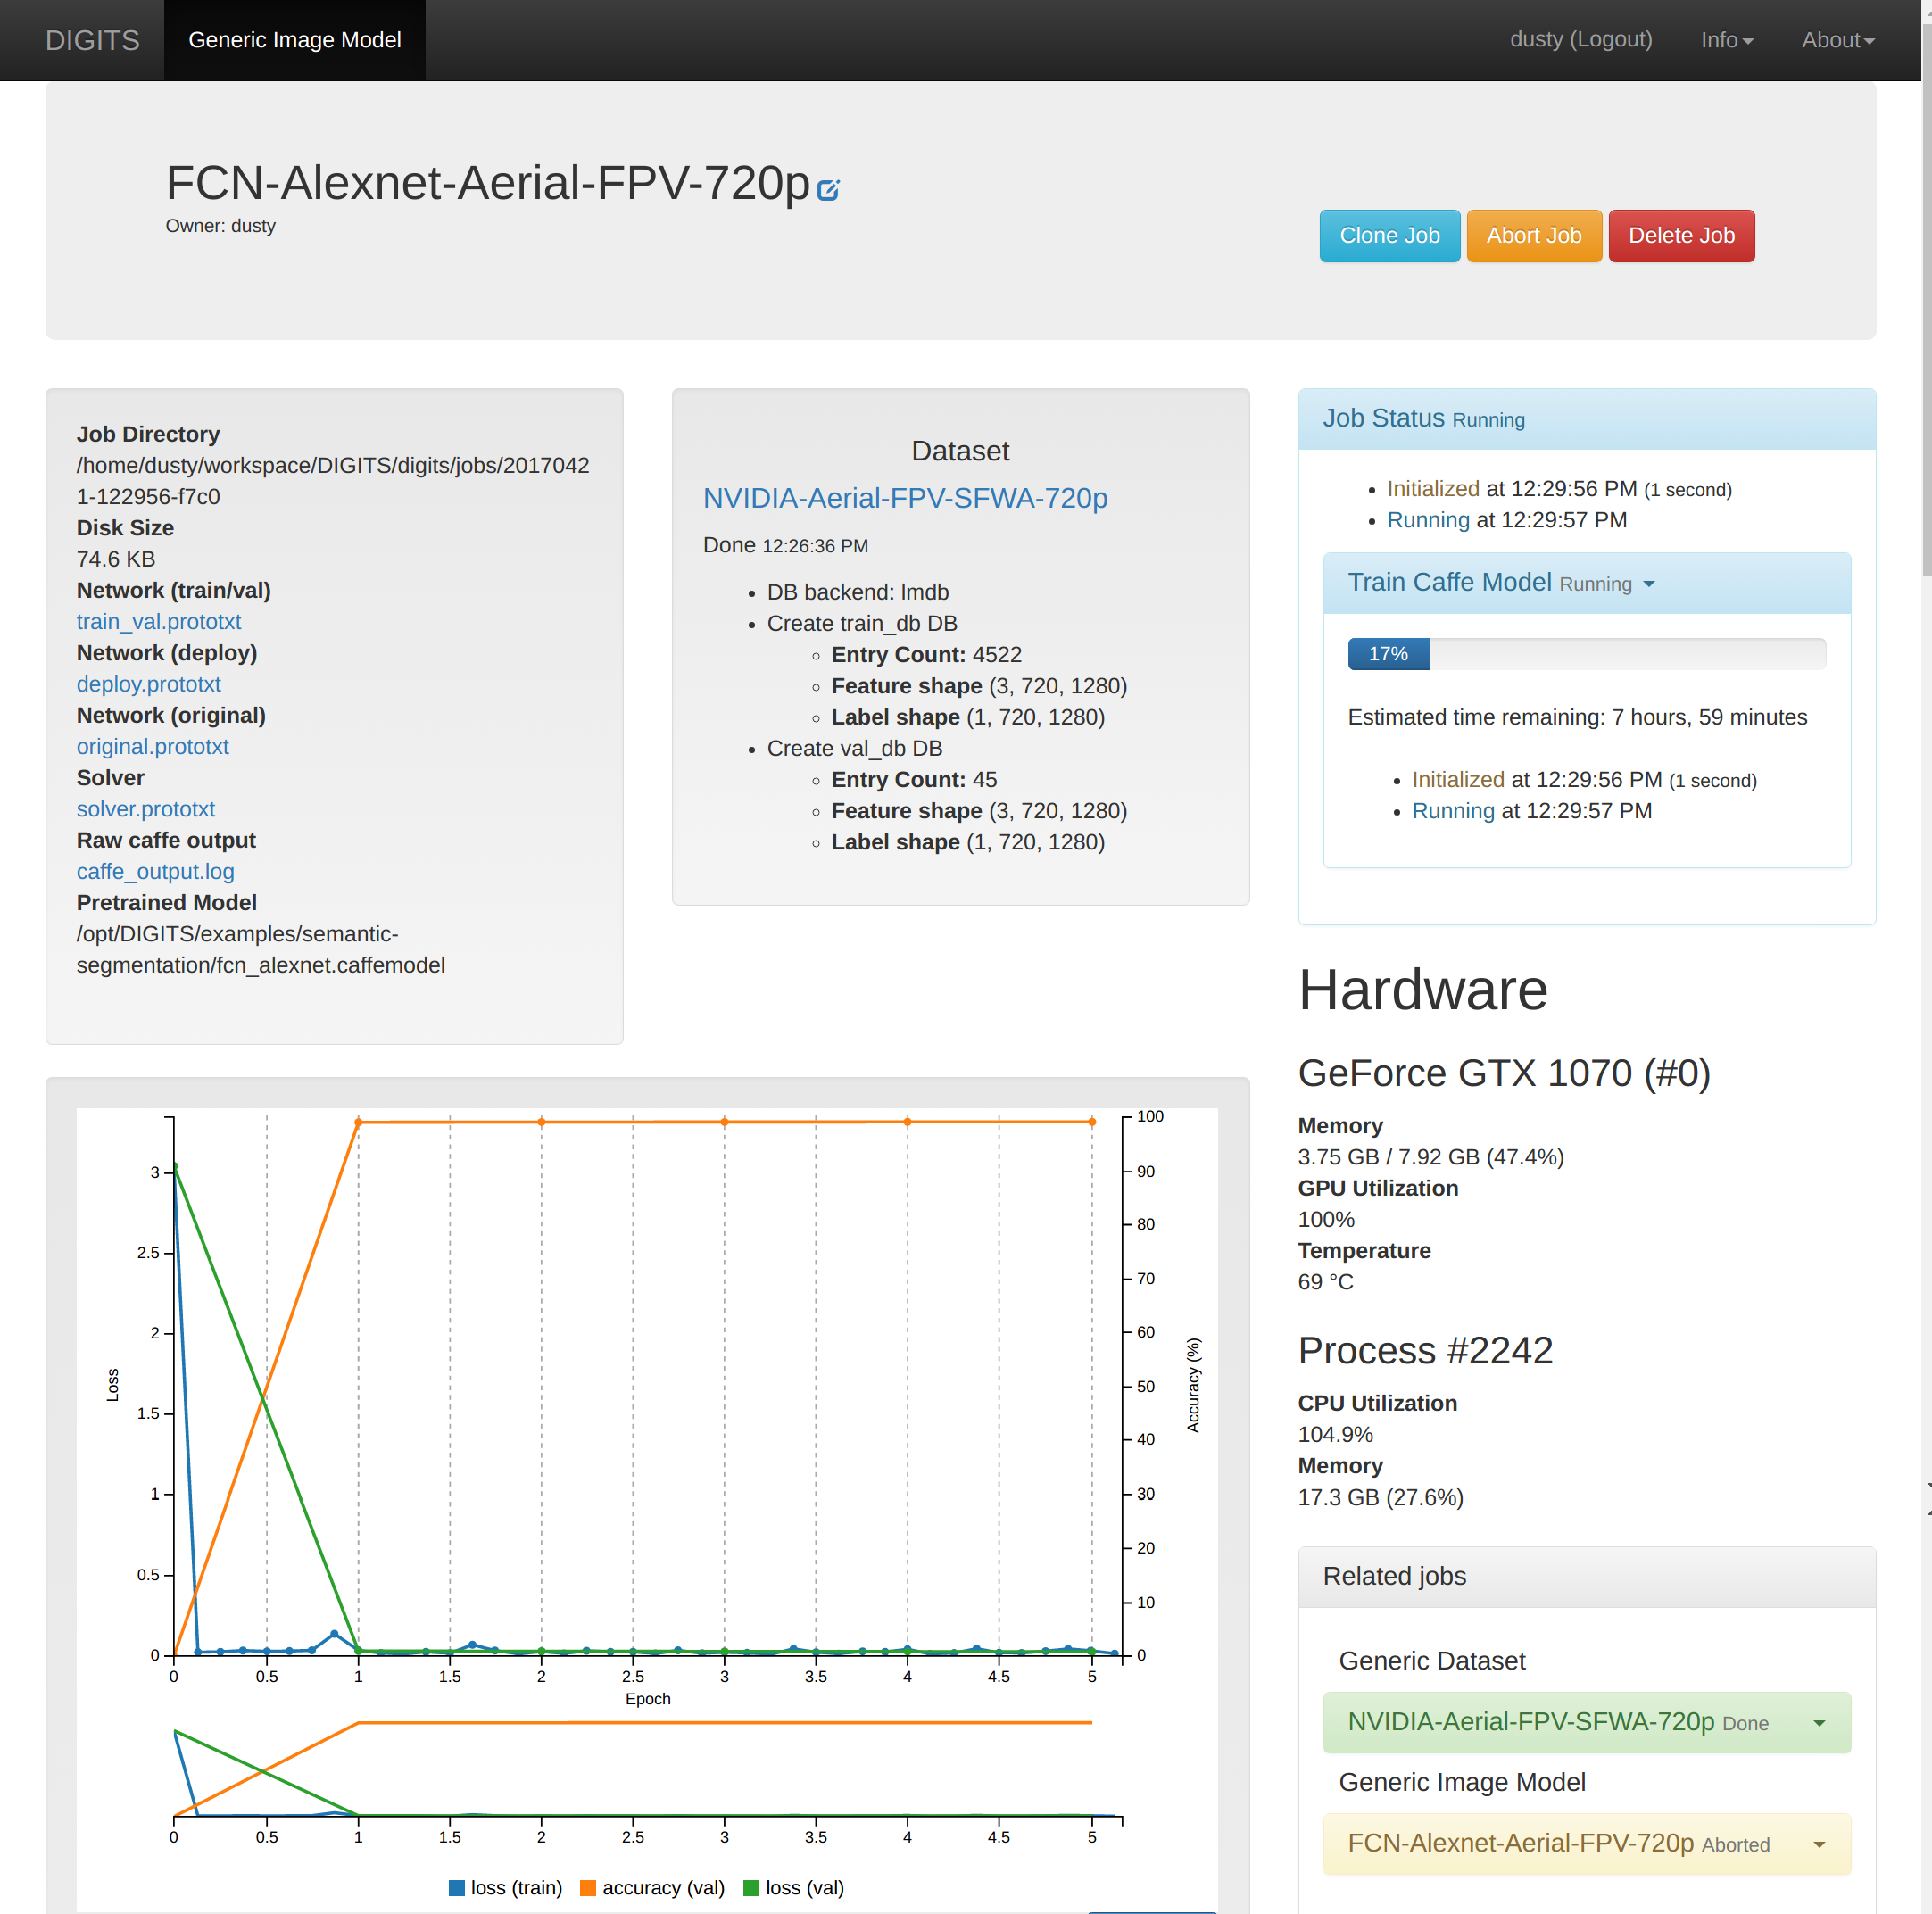 DIGITS
Generic Image Model
dusty (Logout)
Info
About
FCN-Alexnet-Aerial-FPV-720p
Owner: dusty
Clone Job
Abort Job
Delete Job
Job Directory
/home/dusty/workspace/DIGITS/digits/jobs/2017042
1-122956-f7c0
Disk Size
74.6 KB
Network (train/val)
train_val.prototxt
Network (deploy)
deploy.prototxt
Network (original)
original.prototxt
Solver
solver.prototxt
Raw caffe output
caffe_output.log
Pretrained Model
/opt/DIGITS/examples/semantic-
segmentation/fcn_alexnet.caffemodel
Dataset
NVIDIA-Aerial-FPV-SFWA-720p
Done 12:26:36 PM
DB backend: lmdb
Create train_db DB
Entry Count: 4522
Feature shape (3, 720, 1280)
Label shape (1, 720, 1280)
Create val_db DB
Entry Count: 45
Feature shape (3, 720, 1280)
Label shape (1, 720, 1280)
Job Status Running
Initialized at 12:29:56 PM (1 second)
Running at 12:29:57 PM
Train Caffe Model Running
17%
Estimated time remaining: 7 hours, 59 minutes
Initialized at 12:29:56 PM (1 second)
Running at 12:29:57 PM
Hardware
GeForce GTX 1070 (#0)
Memory
3.75 GB / 7.92 GB (47.4%)
GPU Utilization
100%
Temperature
69 °C
Process #2242
CPU Utilization
104.9%
Memory
17.3 GB (27.6%)
Related jobs
Generic Dataset
NVIDIA-Aerial-FPV-SFWA-720p Done
Generic Image Model
FCN-Alexnet-Aerial-FPV-720p Aborted
3
2.5
2
1.5
1
0.5
0
Loss
100
90
80
70
60
50
40
30
20
10
0
Accuracy (%)
0 0.5 1 1.5 2 2.5 3 3.5 4 4.5 5
Epoch
0 0.5 1 1.5 2 2.5 3 3.5 4 4.5 5
loss (train) accuracy (val) loss (val)